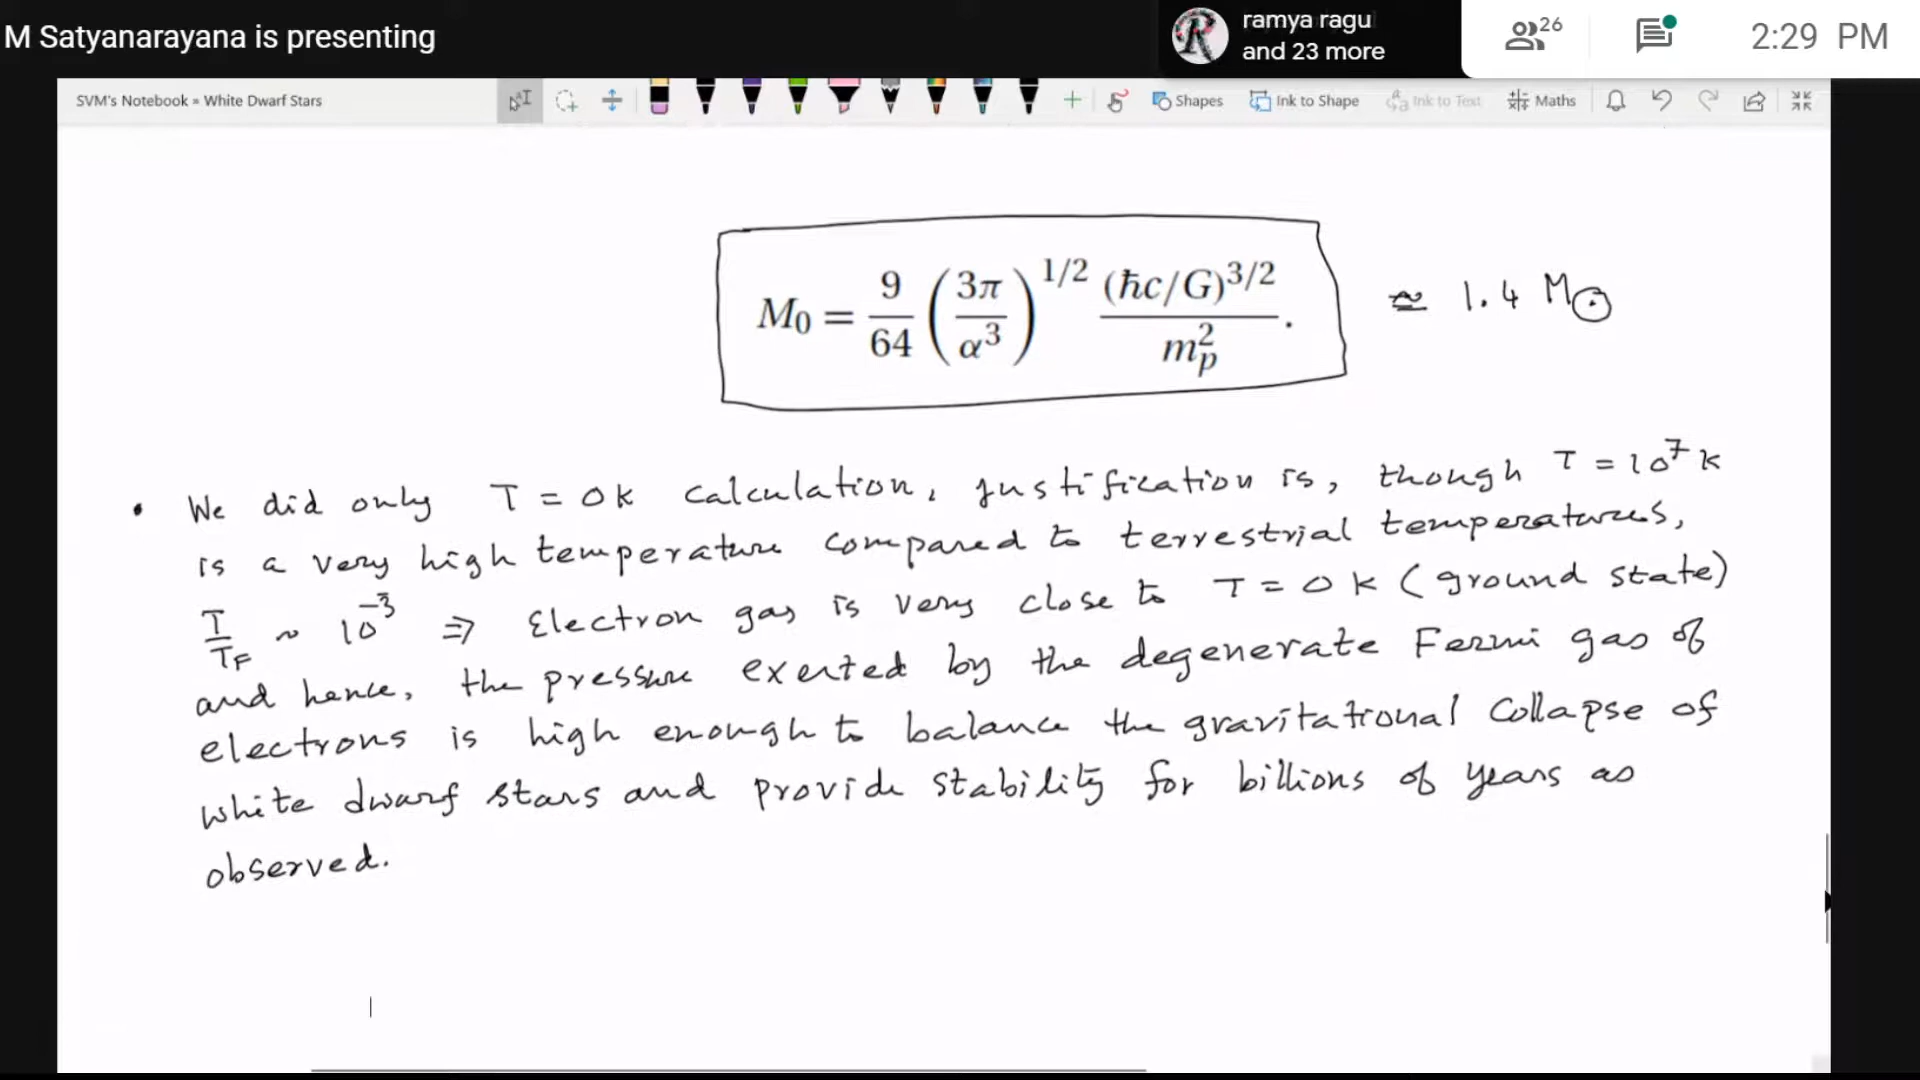 M Satyanarayana is presenting
ramya ragu
and 23 more
26
2:29 PM
SVM's Notebook » White Dwarf Stars
Shapes
Ink to Shape
Ink to Text
Maths
M₀ = 9/64 (3π/α³)^1/2 (ħc/G)^3/2 / m_p^2 . ≃ 1.4 M⊙
• We did only T = 0K Calculation, justification is, though T = 10⁷ K
is a very high temperature compared to terrestrial temperatures,
T/T_F ~ 10⁻³ ⇒ Electron gas is very close to T = 0 K (ground state)
and hence, the pressure exerted by the degenerate Fermi gas of
electrons is high enough to balance the gravitational collapse of
white dwarf stars and provide stability for billions of years as
observed.